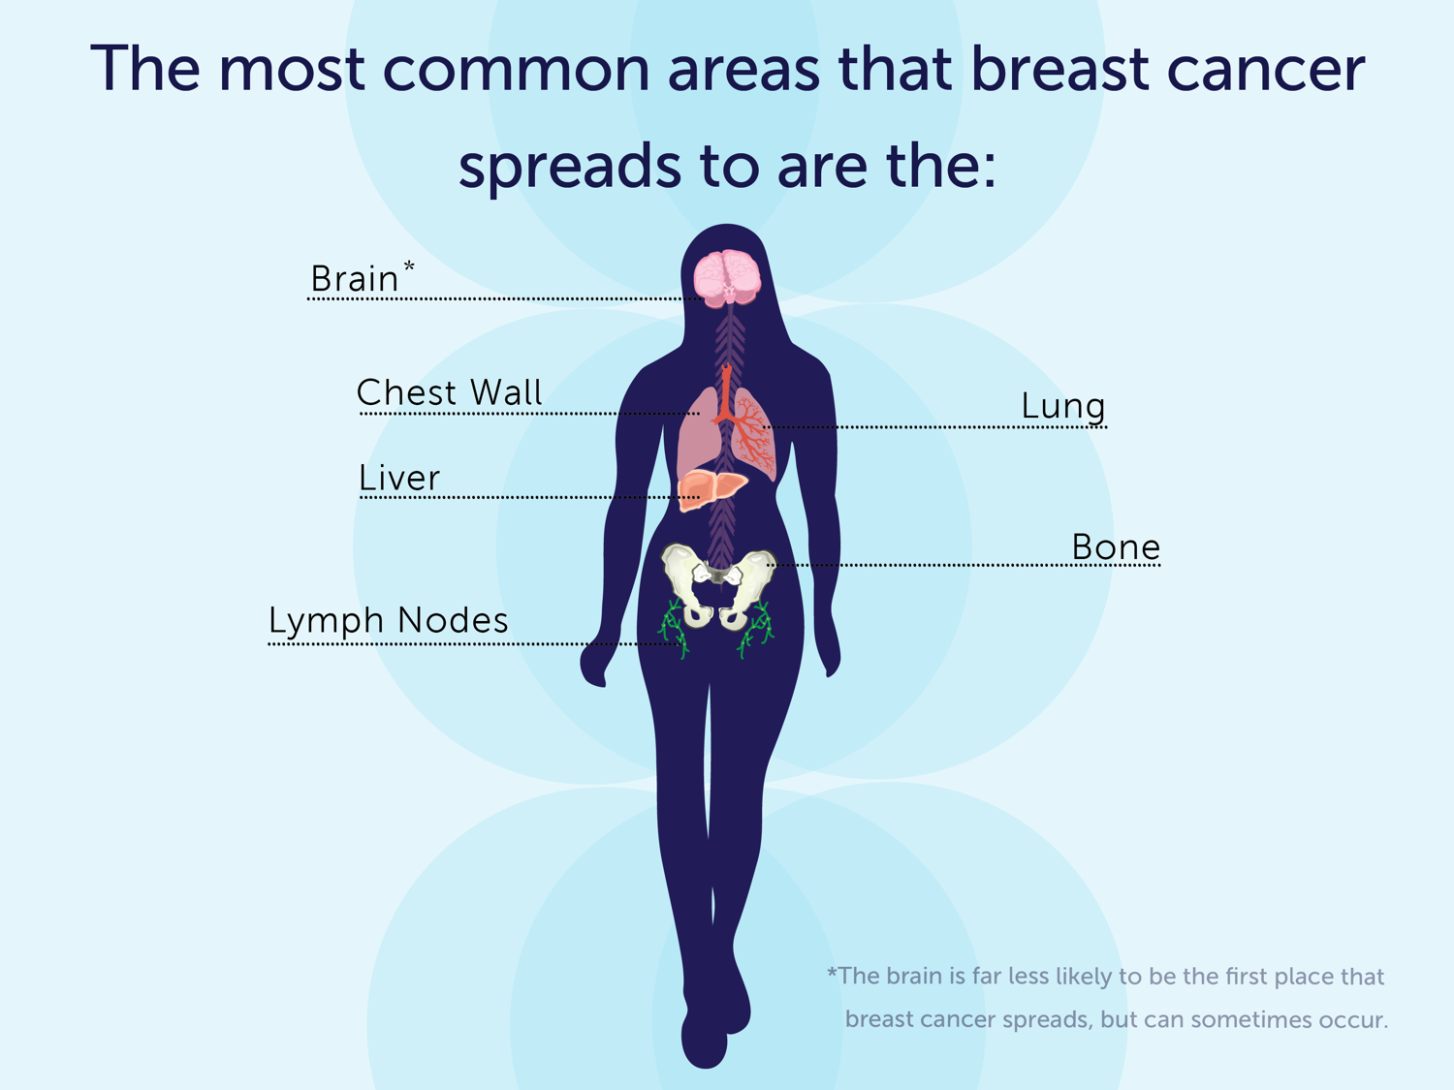 The most common areas that breast cancer
spreads to are the:
Brain*
Chest Wall
Lung
Liver
Bone
Lymph Nodes
*The brain is far less likely to be the first place that
breast cancer spreads, but can sometimes occur.